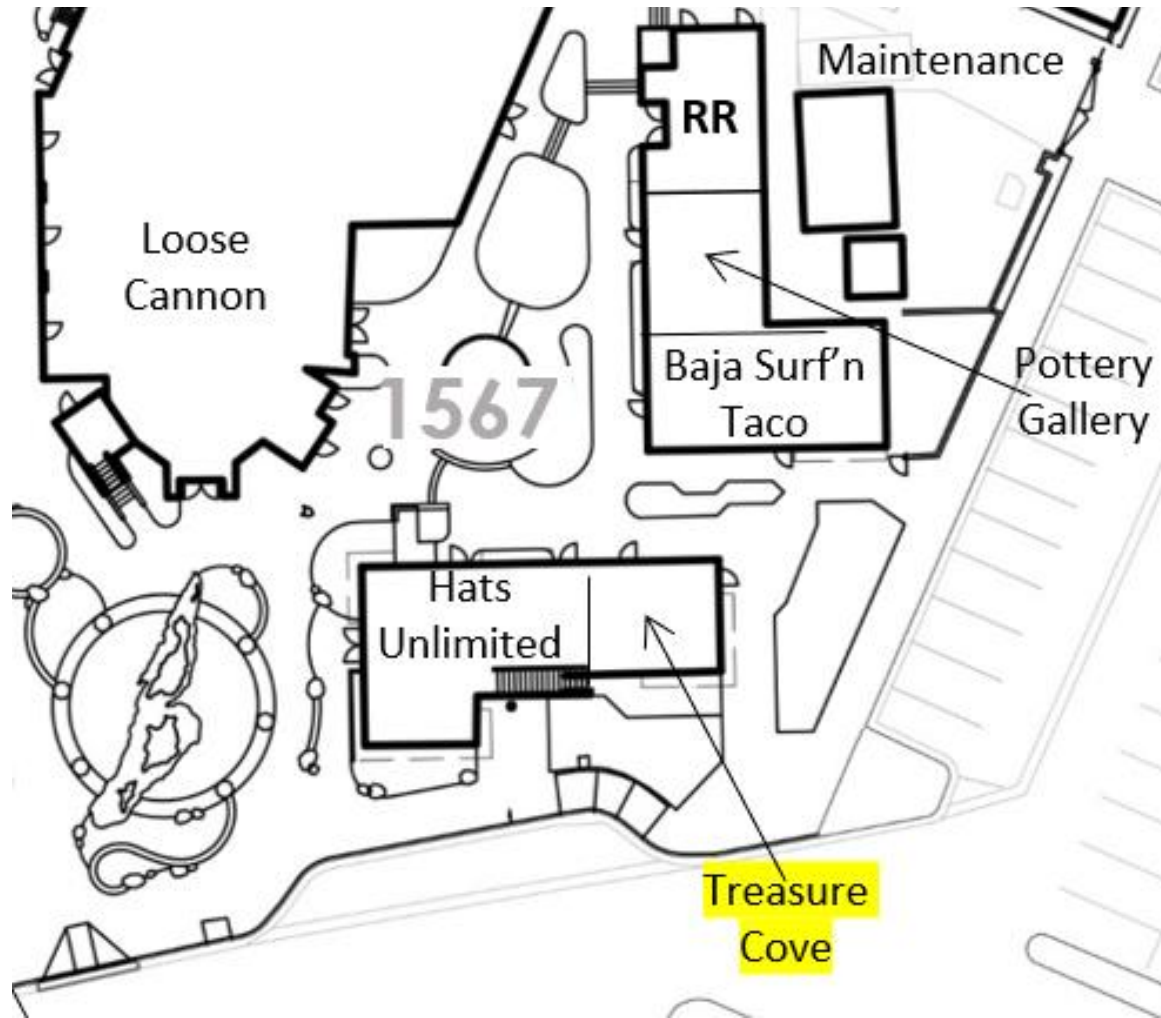 Maintenance
RR
Loose
Cannon
1567
Baja Surf'n
Taco
Pottery
Gallery
Hats
Unlimited
Treasure
Cove